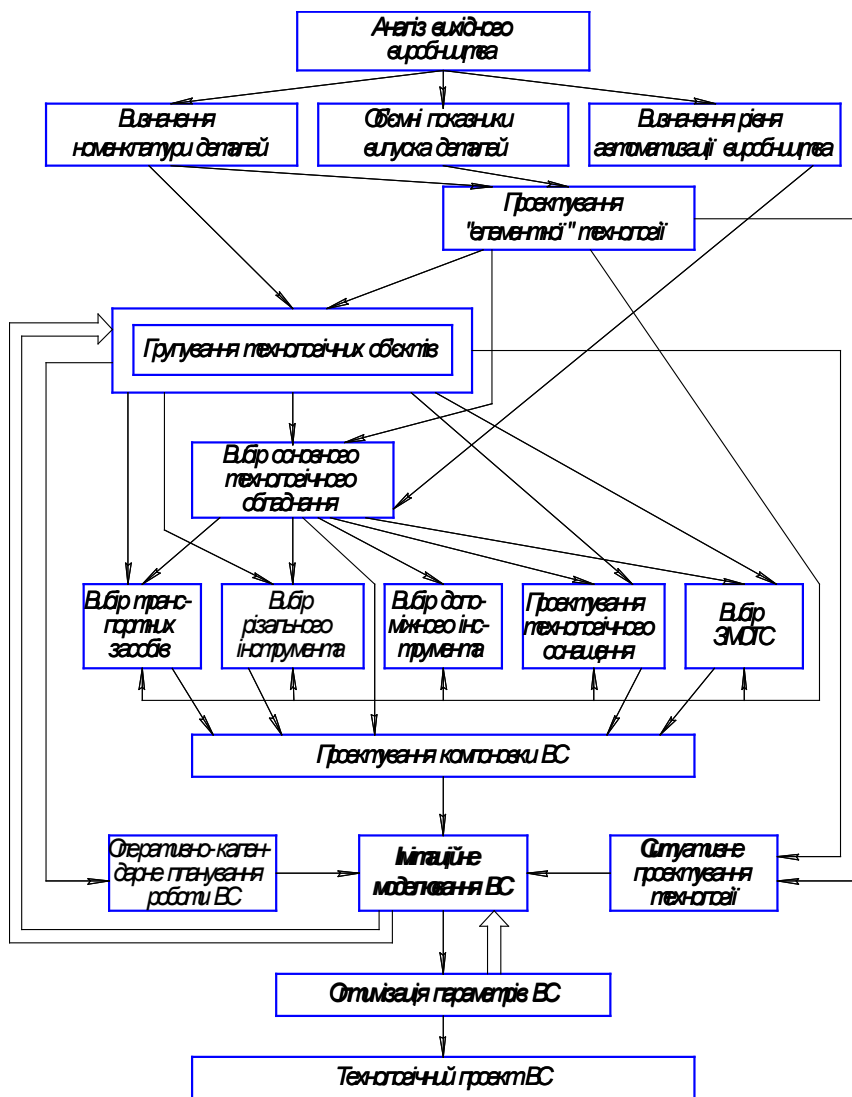 Аналіз вихідного
виробництва
Визначення
номенклатури деталей
Об'ємні показники
випуска деталей
Визначення рівня
автоматизації виробництва
Проектування
"елементної" технології
Групування технологічних об'єктів
Вибір основного
технологічного
обладнання
Вибір транс-
портних
засобів
Вибір
різального
інструмента
Вибір допо-
міжного інс-
трумента
Проектування
технологічного
оснащення
Вибір
ЗМОТС
Проектування компоновки ВС
Оперативно-кален-
дарне планування
роботи ВС
Імітаційне
моделювання ВС
Ситуативне
проектування
технології
Оптимізація параметрів ВС
Технологічний проект ВС